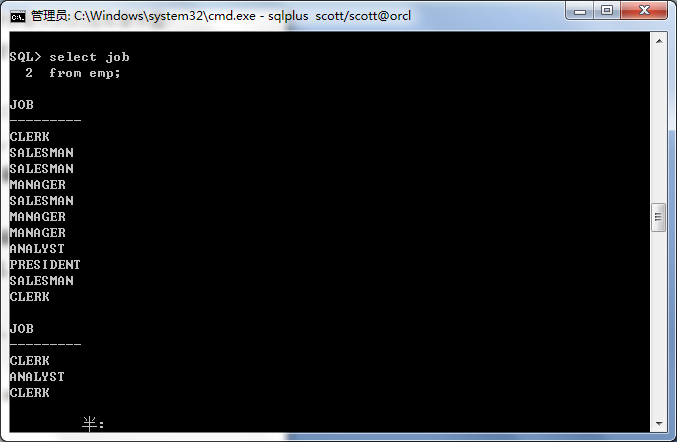 管理员: C:\Windows\system32\cmd.exe - sqlplus  scott/scott@orcl
SQL> select job
  2  from emp;
JOB
---------
CLERK
SALESMAN
SALESMAN
MANAGER
SALESMAN
MANAGER
MANAGER
ANALYST
PRESIDENT
SALESMAN
CLERK
JOB
---------
CLERK
ANALYST
CLERK
半: